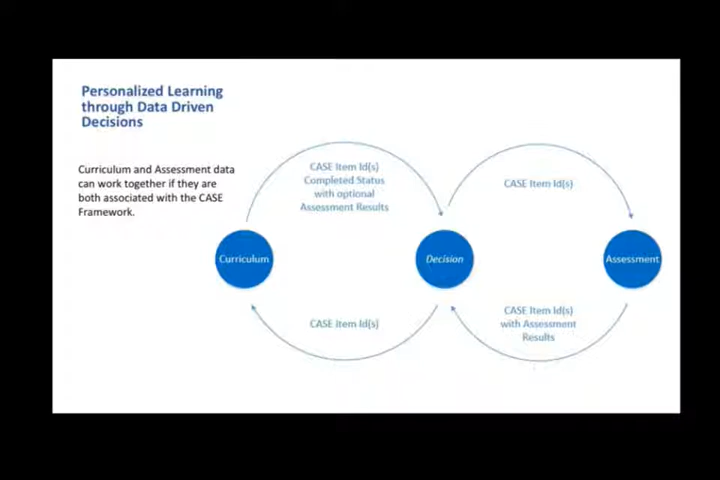 Personalized Learning
through Data Driven
Decisions
Curriculum and Assessment data
can work together if they are
both associated with the CASE
Framework.
CASE Item Id(s)
Completed Status
with optional
Assessment Results
CASE Item Id(s)
Curriculum
Decision
Assessment
CASE Item Id(s)
CASE Item Id(s)
with Assessment
Results